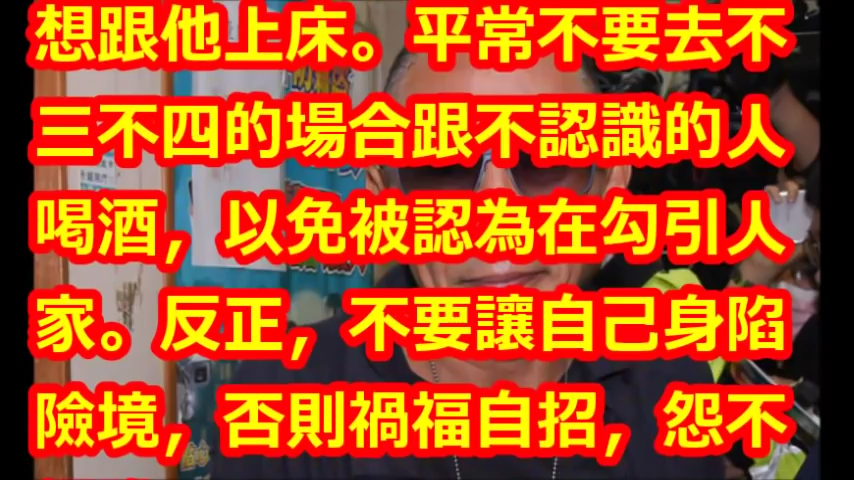 想跟他上床。平常不要去不
三不四的場合跟不認識的人
喝酒，以免被認為在勾引人
家。反正，不要讓自己身陷
險境，否則禍福自招，怨不